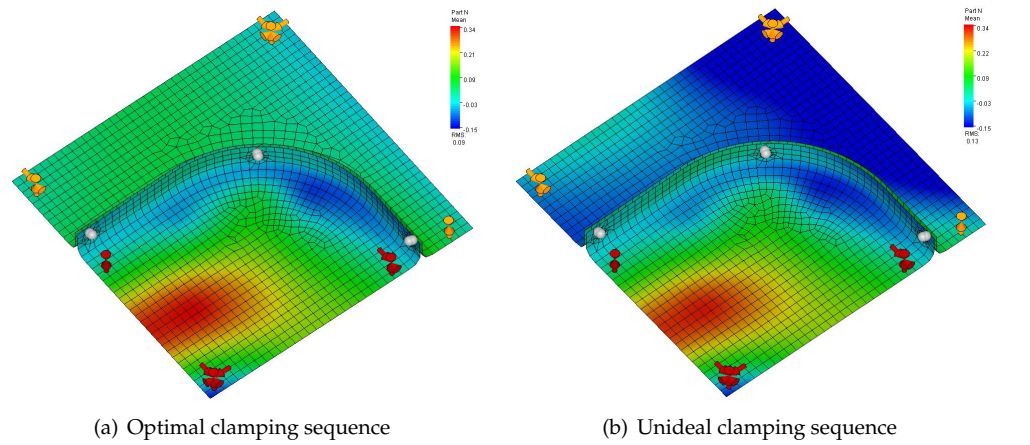 Part N
Mean
0.34
0.21
0.09
-0.03
-0.15
RMS:
0.09
Part N
Mean
0.34
0.22
0.09
-0.03
-0.15
RMS:
0.13
(a) Optimal clamping sequence
(b) Unideal clamping sequence